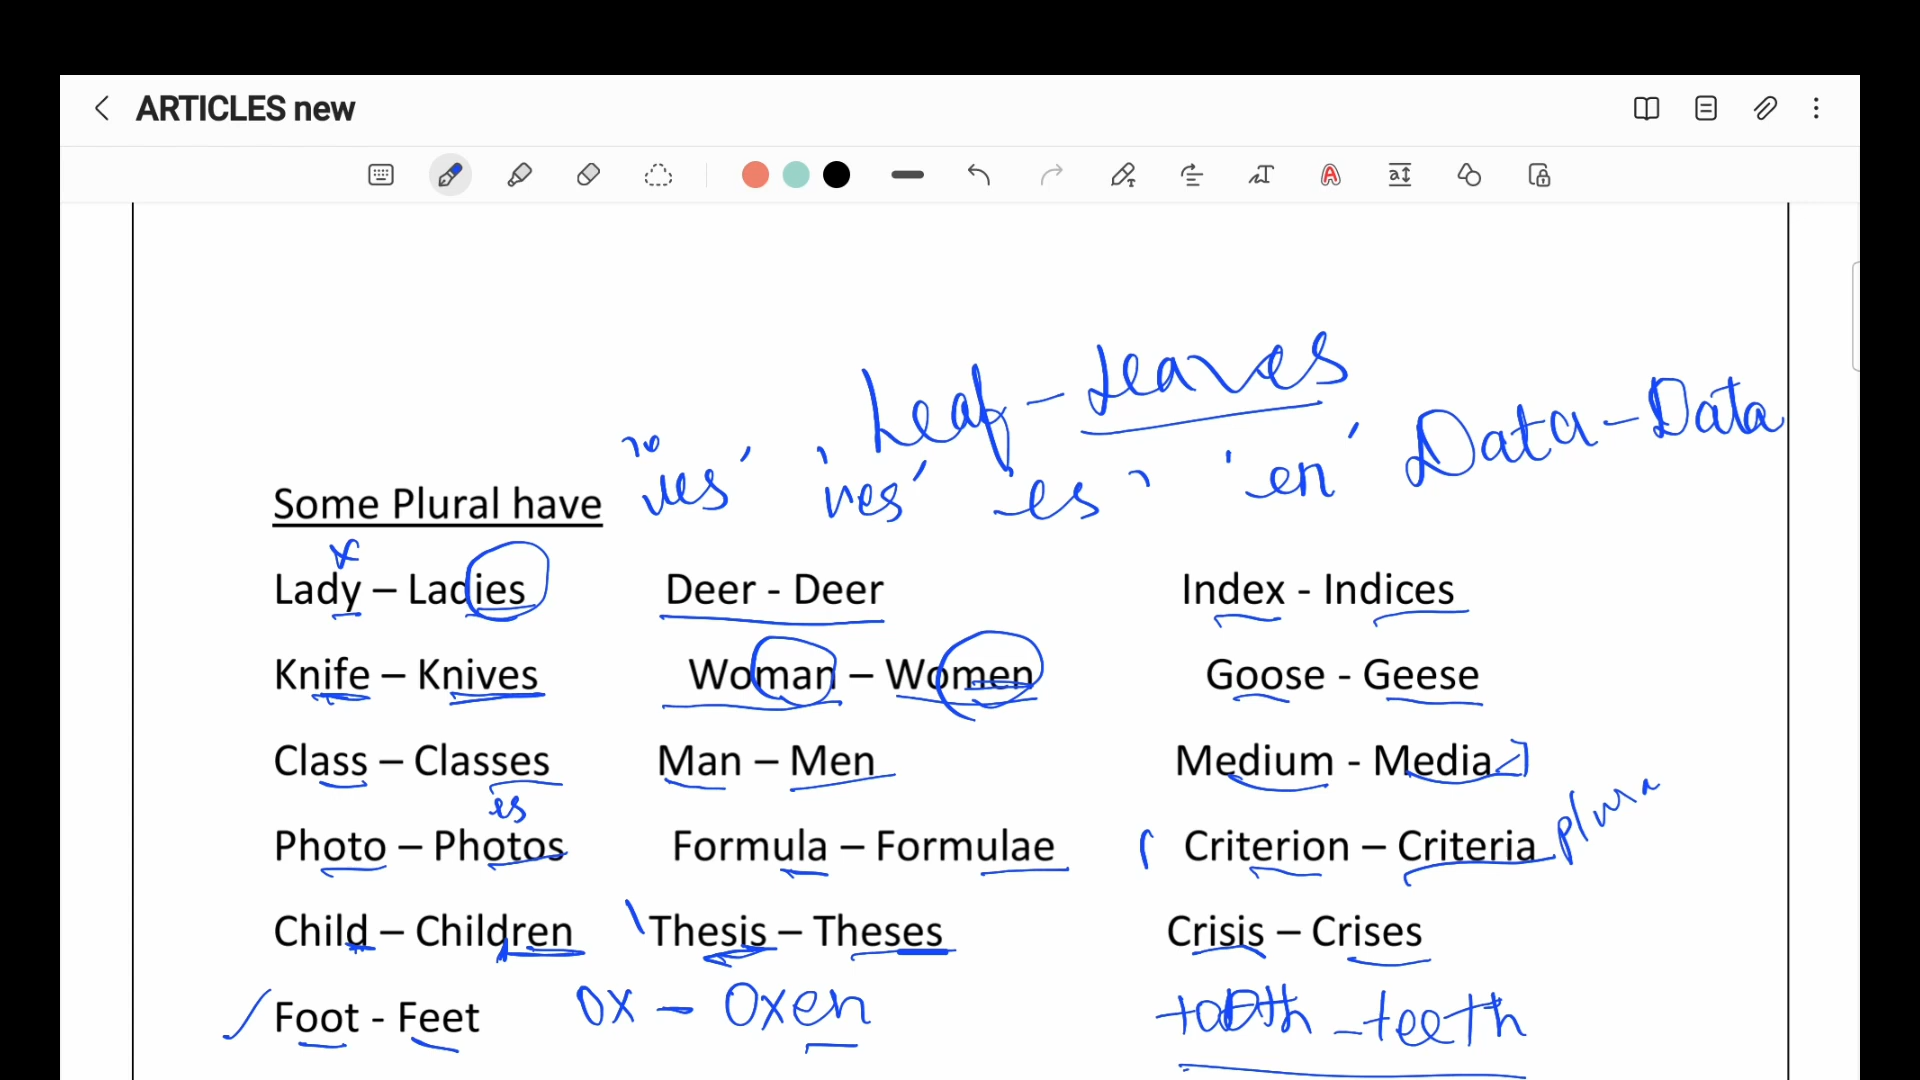 ARTICLES new
Leaf - Leaves
Data - Data
Some Plural have 'ies' 'ves' -es' 'en'
Lady – Ladies Deer - Deer Index - Indices
Knife – Knives Woman – Women Goose - Geese
Class – Classes Man – Men Medium - Media
es
Photo – Photos Formula – Formulae Criterion – Criteria
Child – Children Thesis – Theses Crisis – Crises
Foot - Feet Ox - Oxen tooth - teeth